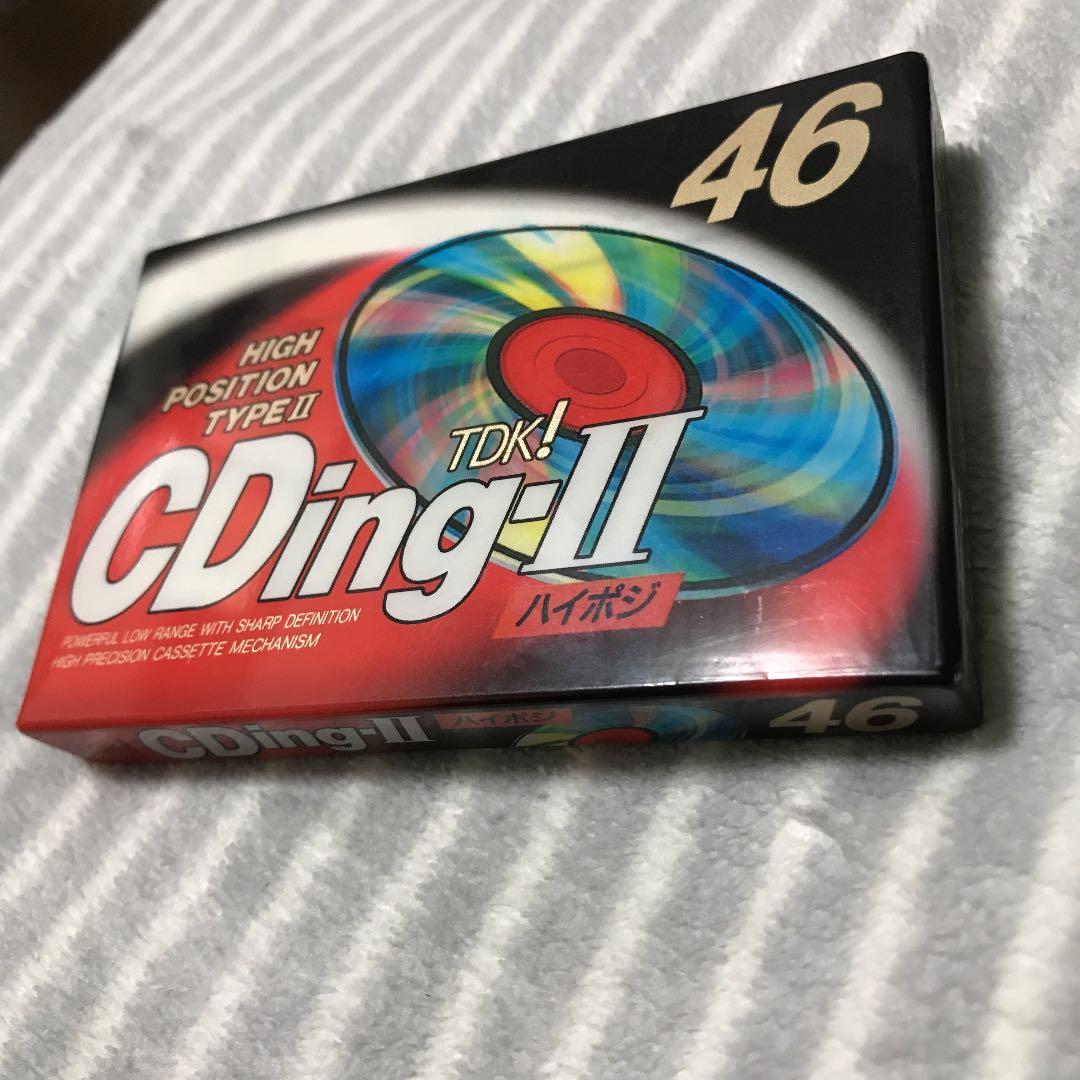 46
HIGH
POSITION
TYPE II
TDK!
CDing-II
ハイポジ
POWERFUL LOW RANGE WITH SHARP DEFINITION
HIGH PRECISION CASSETTE MECHANISM
CDing-II ハイポジ 46